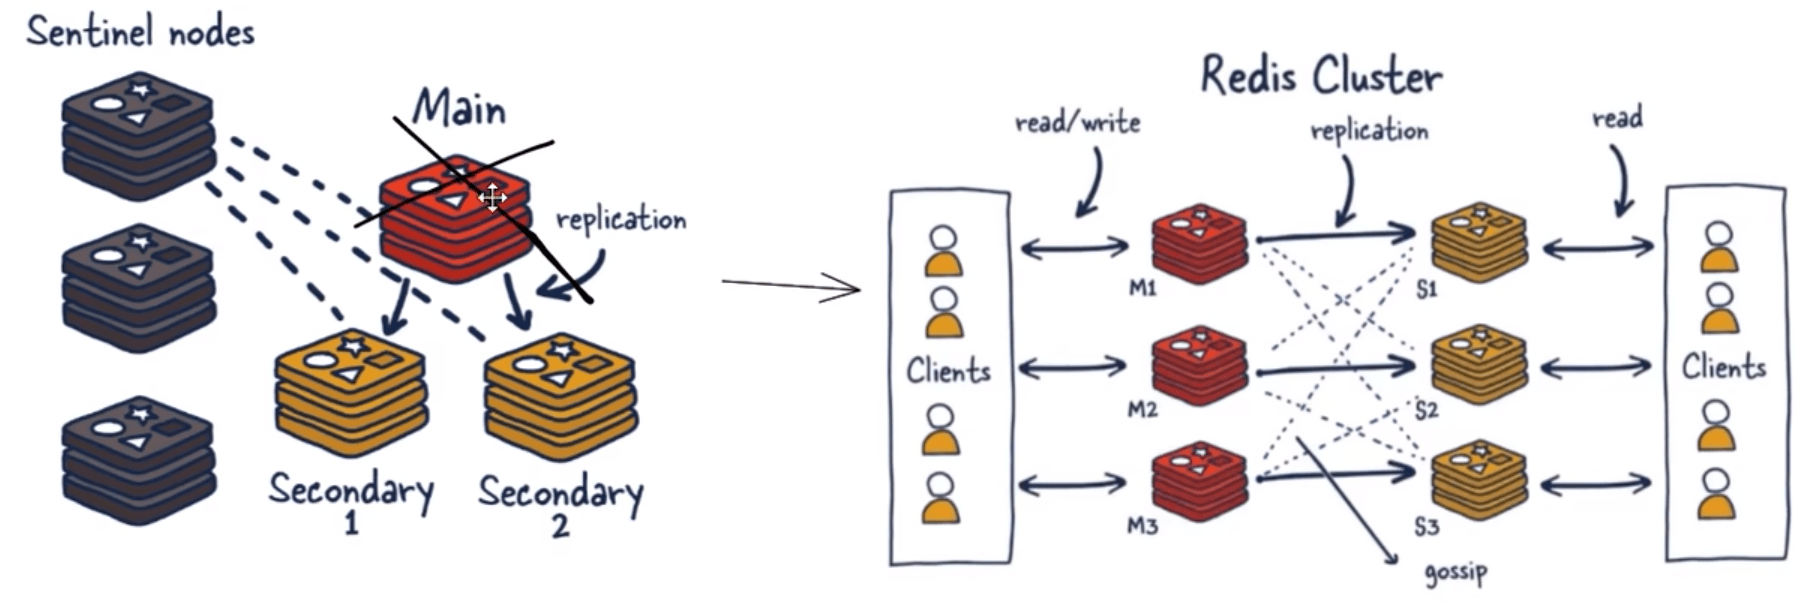 Sentinel nodes
Main
replication
Secondary
1
Secondary
2
Redis Cluster
read/write
replication
read
Clients
M1
M2
M3
S1
S2
S3
Clients
gossip